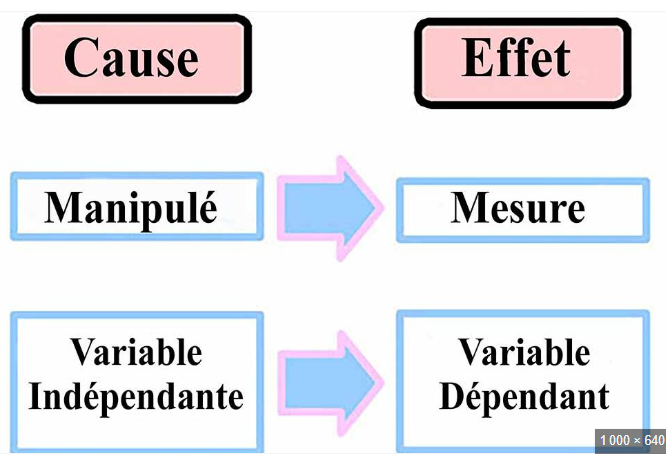 Cause
Effet
Manipulé
Mesure
Variable
Indépendante
Variable
Dépendant
1 000 × 640